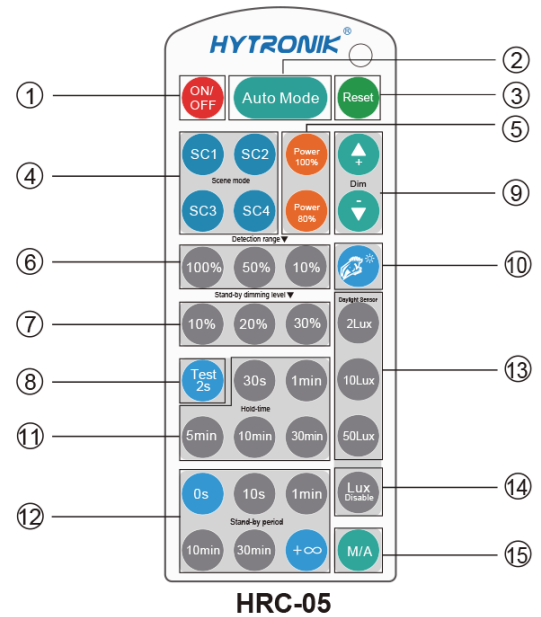 HYTRONIK®
②
① ON/OFF Auto Mode Reset ③
⑤
SC1 SC2 Power 100% + 
④ Scene mode Dim ⑨
SC3 SC4 Power 80% -
Detection range▼
⑥ 100% 50% 10% ⑩
Stand-by dimming level▼ Daylight Sensor
⑦ 10% 20% 30% 2Lux
⑧ Test 2s 30s 1min 10Lux ⑬
Hold-time
⑪ 5min 10min 30min 50Lux
0s 10s 1min Lux Disable ⑭
⑫ Stand-by period
10min 30min +∞ M/A ⑮
HRC-05